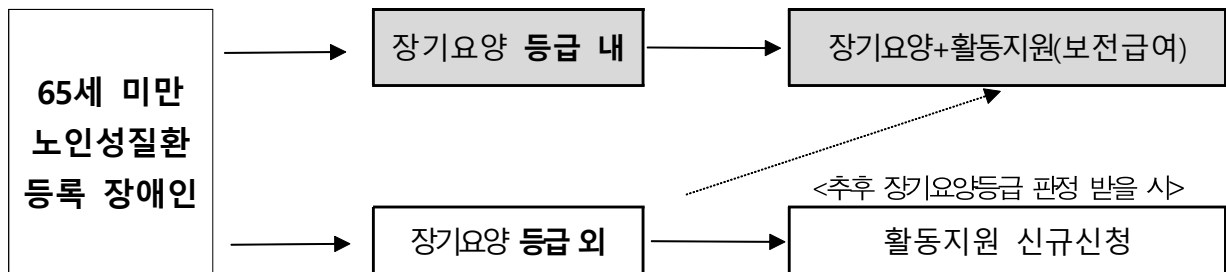 65세 미만
노인성질환
등록 장애인
장기요양 등급 내
장기요양+활동지원(보전급여)
<추후 장기요양등급 판정 받을 시>
장기요양 등급 외
활동지원 신규신청